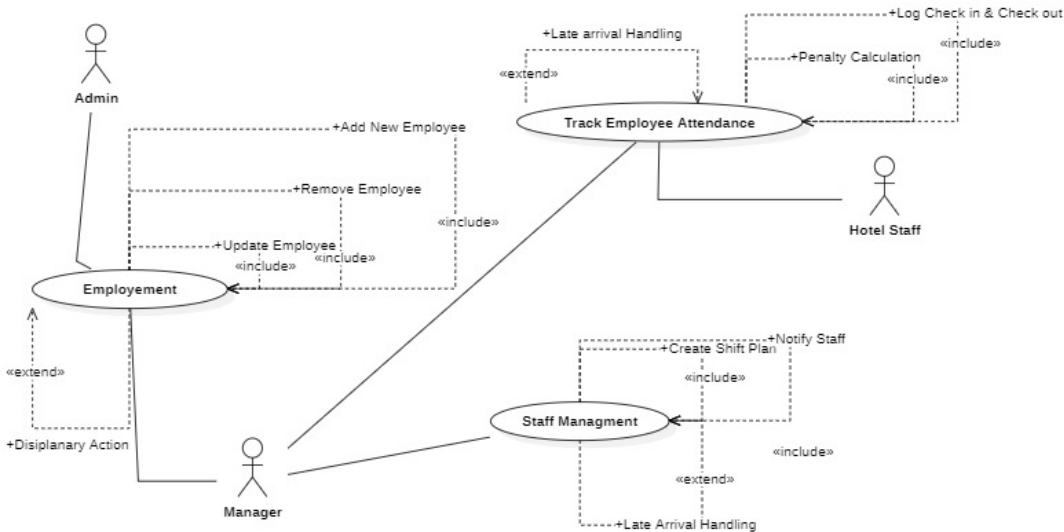 +Log Check in & Check out
+Late arrival Handling
«include»
+Penalty Calculation
«extend»
«include»
Admin
Track Employee Attendance
+Add New Employee
+Remove Employee
«include»
Hotel Staff
+Update Employee
«include»
«include»
Employement
+Notify Staff
+Create Shift Plan
«extend»
«include»
Staff Managment
+Disiplanary Action
«include»
«extend»
Manager
+Late Arrival Handling